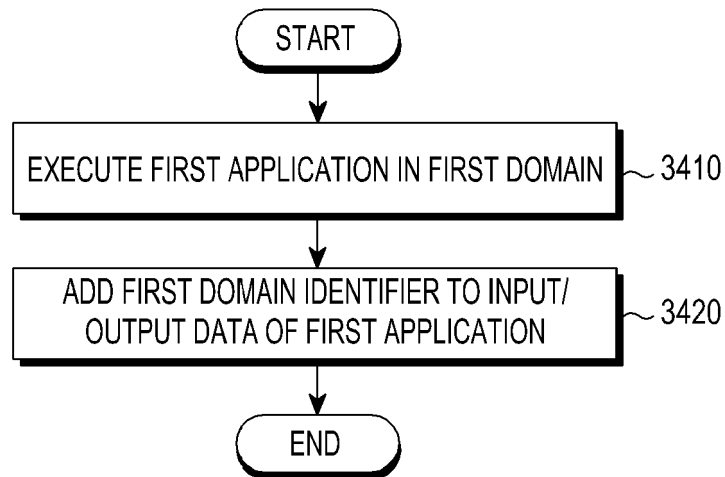 START
EXECUTE FIRST APPLICATION IN FIRST DOMAIN
3410
ADD FIRST DOMAIN IDENTIFIER TO INPUT/
OUTPUT DATA OF FIRST APPLICATION
3420
END